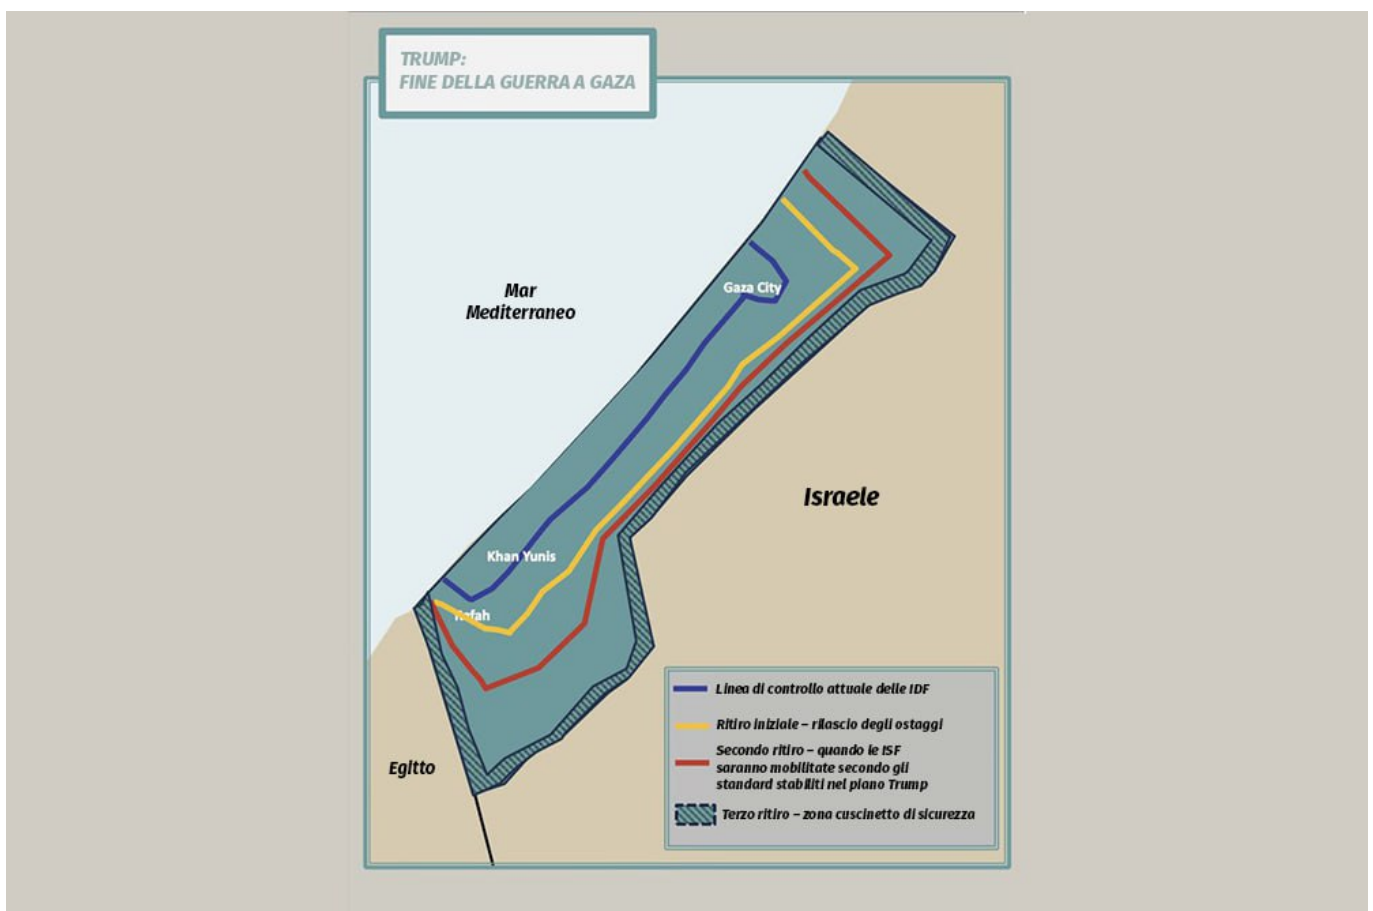 TRUMP:
FINE DELLA GUERRA A GAZA
Mar
Mediterraneo
Gaza City
Israele
Khan Yunis
Rafah
Egitto
Linea di controllo attuale delle IDF
Ritiro iniziale – rilascio degli ostaggi
Secondo ritiro – quando le ISF
saranno mobilitate secondo gli
standard stabiliti nel piano Trump
Terzo ritiro – zona cuscinetto di sicurezza